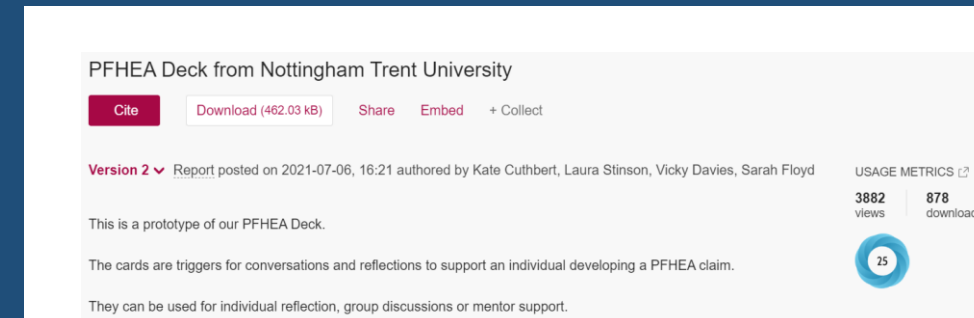 PFHEA Deck from Nottingham Trent University
Cite Download (462.03 kB) Share Embed + Collect
Version 2 Report posted on 2021-07-06, 16:21 authored by Kate Cuthbert, Laura Stinson, Vicky Davies, Sarah Floyd
USAGE METRICS
3882 878
views downloa
This is a prototype of our PFHEA Deck.
25
The cards are triggers for conversations and reflections to support an individual developing a PFHEA claim.
They can be used for individual reflection, group discussions or mentor support.